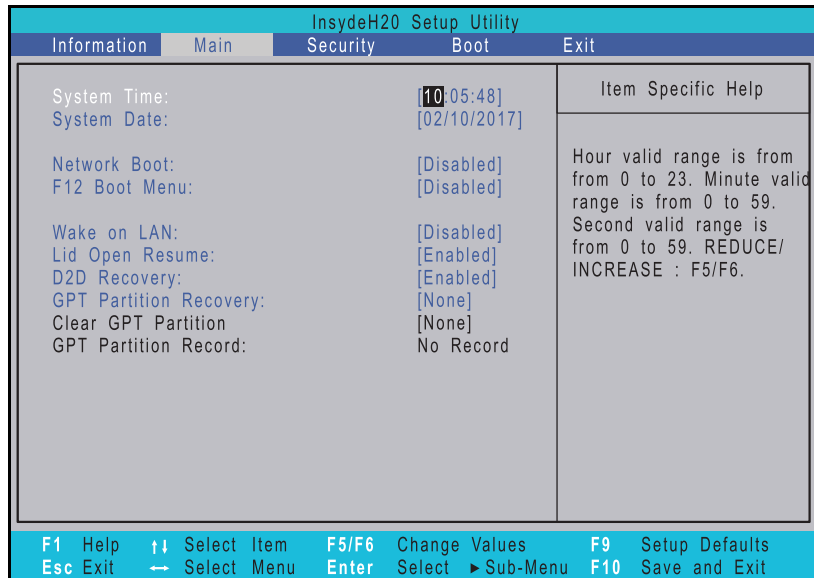 InsydeH20 Setup Utility
Information Main Security Boot Exit
System Time: [10:05:48]
System Date: [02/10/2017]
Network Boot: [Disabled]
F12 Boot Menu: [Disabled]
Wake on LAN: [Disabled]
Lid Open Resume: [Enabled]
D2D Recovery: [Enabled]
GPT Partition Recovery: [None]
Clear GPT Partition [None]
GPT Partition Record: No Record
Item Specific Help
Hour valid range is from
from 0 to 23. Minute valid
range is from 0 to 59.
Second valid range is
from 0 to 59. REDUCE/
INCREASE : F5/F6.
F1 Help ↑↓ Select Item F5/F6 Change Values F9 Setup Defaults
Esc Exit ↔ Select Menu Enter Select ►Sub-Menu F10 Save and Exit